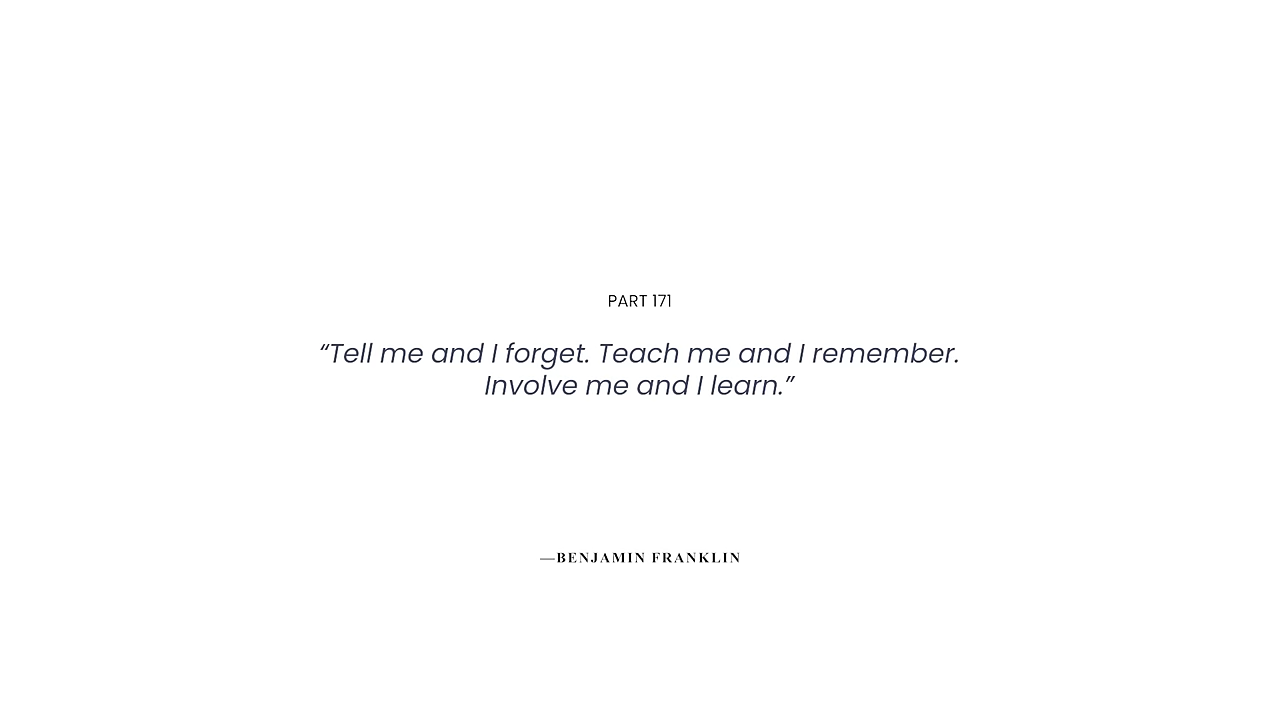 PART 171
“Tell me and I forget. Teach me and I remember.
Involve me and I learn.”
—BENJAMIN FRANKLIN